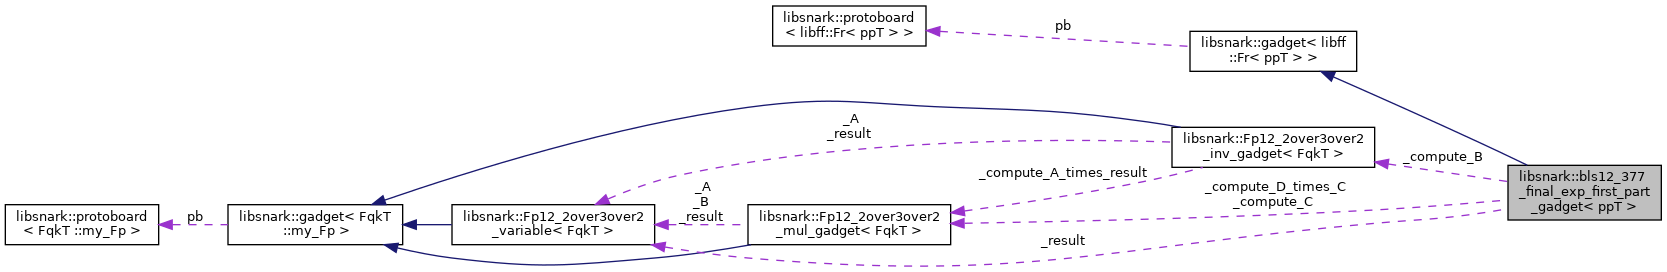 libsnark::protoboard
< libff::Fr< ppT > >
pb
libsnark::gadget< libff
::Fr< ppT > >
_A
_result
libsnark::Fp12_2over3over2
_inv_gadget< FqkT >
_compute_B
libsnark::bls12_377
_final_exp_first_part
_gadget< ppT >
_compute_A_times_result
_compute_D_times_C
_compute_C
libsnark::protoboard
< FqkT ::my_Fp >
pb
libsnark::gadget< FqkT
::my_Fp >
libsnark::Fp12_2over3over2
_variable< FqkT >
_A
_B
_result
libsnark::Fp12_2over3over2
_mul_gadget< FqkT >
_result